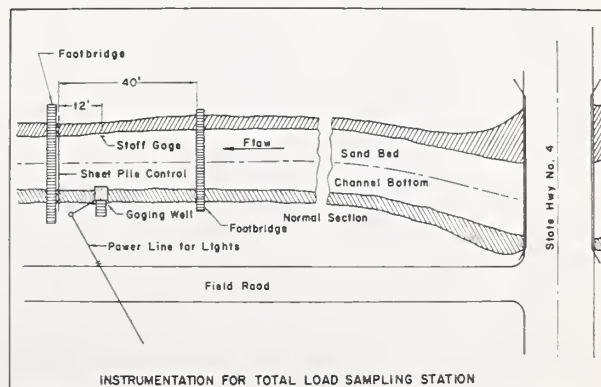 Footbridge
40'
12'
Staff Gage
Flow
Sand Bed
Sheet Pile Control
Channel Bottom
Gaging Well
Normal Section
Footbridge
Power Line for Lights
State Hwy No. 4
Field Road
INSTRUMENTATION FOR TOTAL LOAD SAMPLING STATION